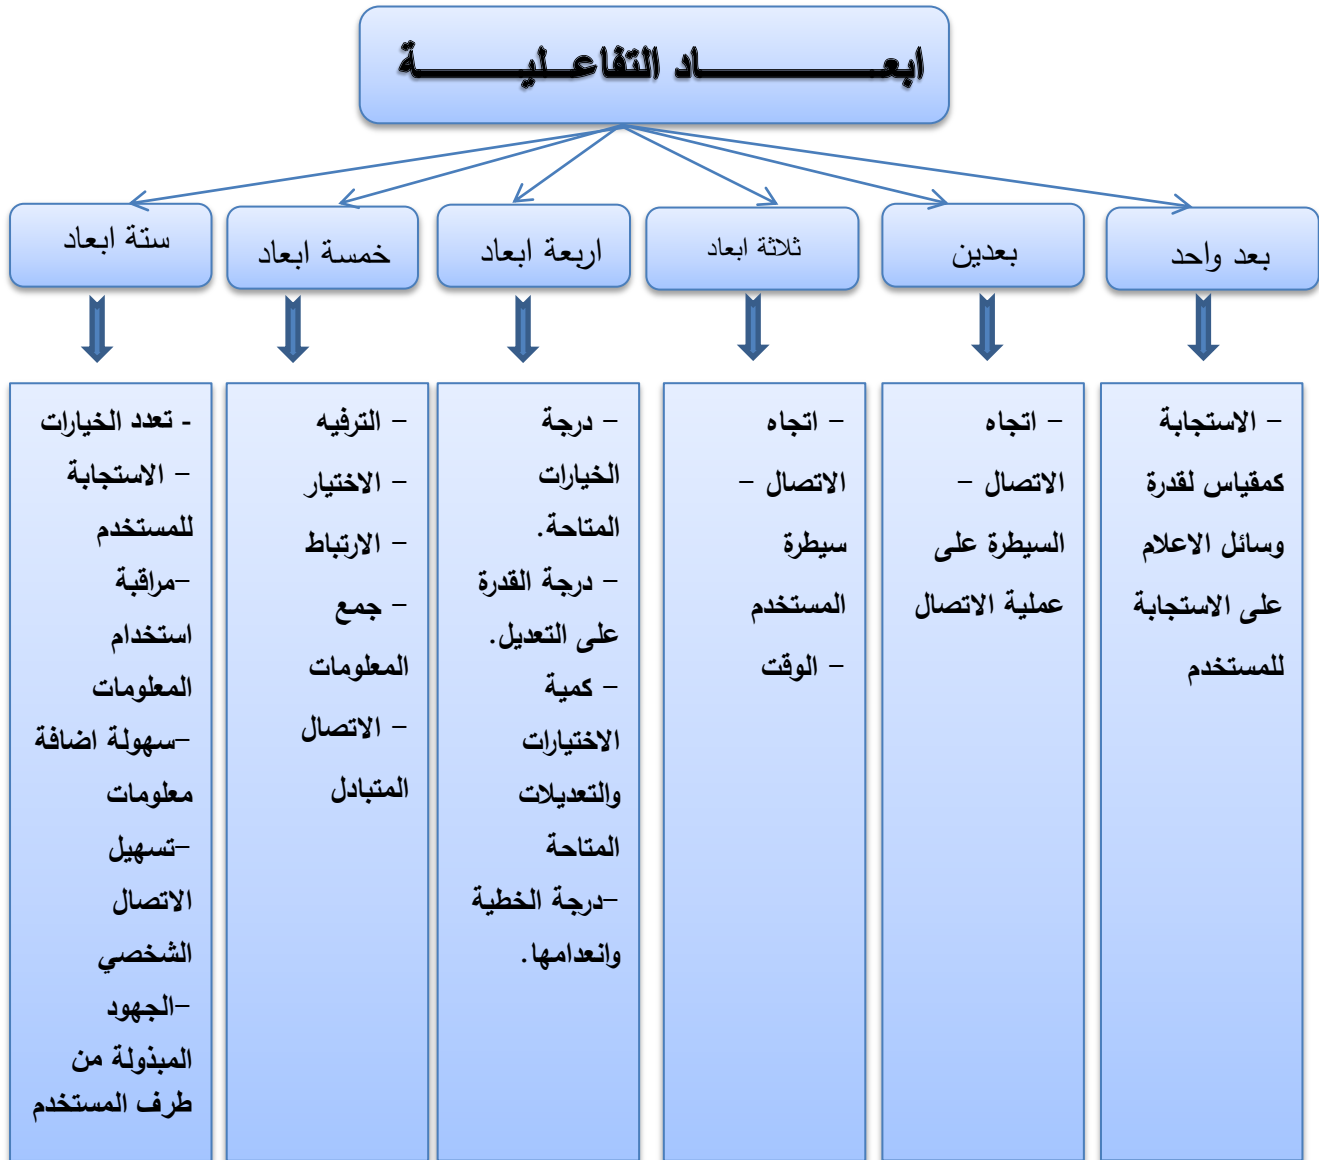 ابعـــــــــاد التفاعـليـــــــة
بعد واحد
بعدين
ثلاثة ابعاد
اربعة ابعاد
خمسة ابعاد
ستة ابعاد
– الاستجابة
كمقياس لقدرة
وسائل الاعلام
على الاستجابة
للمستخدم
– اتجاه
الاتصال –
السيطرة على
عملية الاتصال
– اتجاه
الاتصال –
سيطرة
المستخدم
– الوقت
– درجة
الخيارات
المتاحة.
– درجة القدرة
على التعديل.
– كمية
الاختيارات
والتعديلات
المتاحة
–درجة الخطية
وانعدامها.
– الترفيه
– الاختيار
– الارتباط
– جمع
المعلومات
– الاتصال
المتبادل
- تعدد الخيارات
– الاستجابة
للمستخدم
–مراقبة
استخدام
المعلومات
–سهولة اضافة
معلومات
–تسهيل
الاتصال
الشخصي
–الجهود
المبذولة من
طرف المستخدم